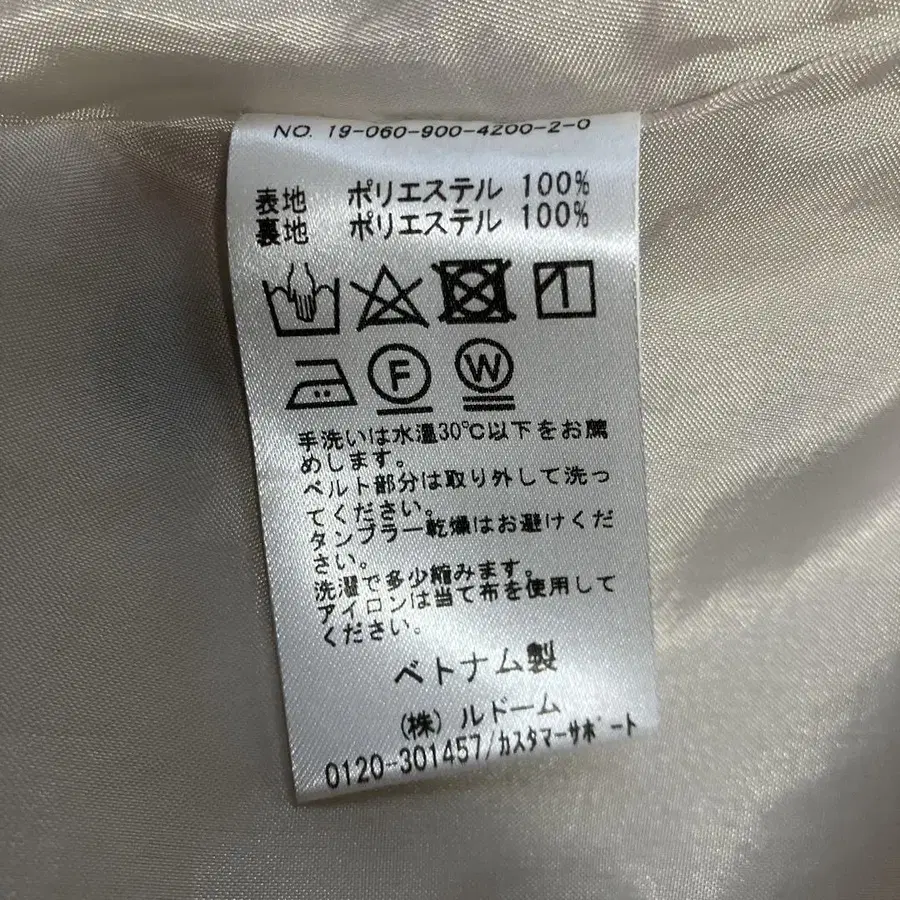 NO. 19-060-900-4200-2-0
表地 ポリエステル 100%
裏地 ポリエステル 100%
F W
手洗いは水温30℃以下をお薦
めします。
ベルト部分は取り外して洗っ
てください。
タンブラー乾燥はお避けくだ
さい。
洗濯で多少縮みます。
アイロンは当て布を使用して
ください。
ベトナム製
(株)ルドーム
0120-301457/カスタマーサポート